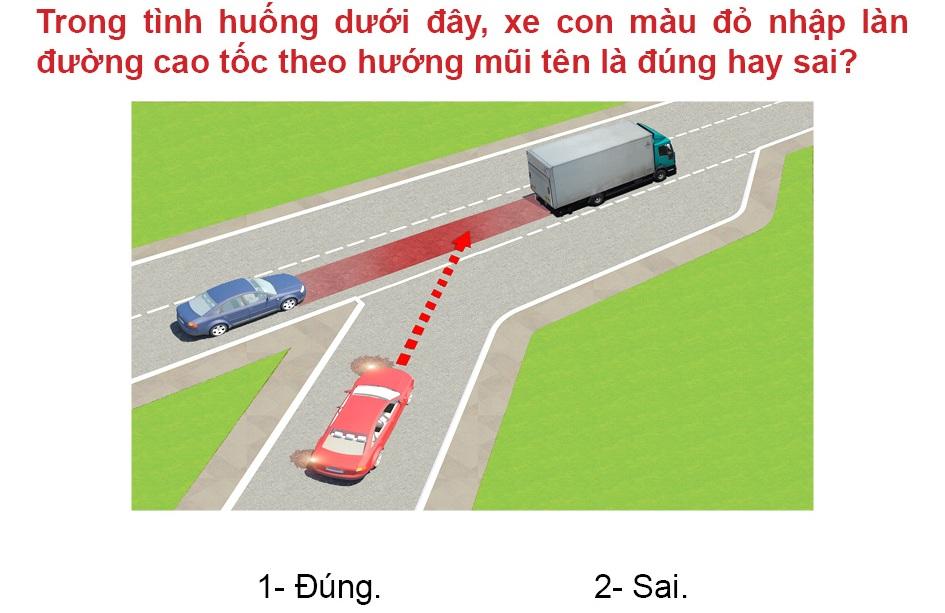 Trong tình huống dưới đây, xe con màu đỏ nhập làn
đường cao tốc theo hướng mũi tên là đúng hay sai?
1- Đúng.
2- Sai.